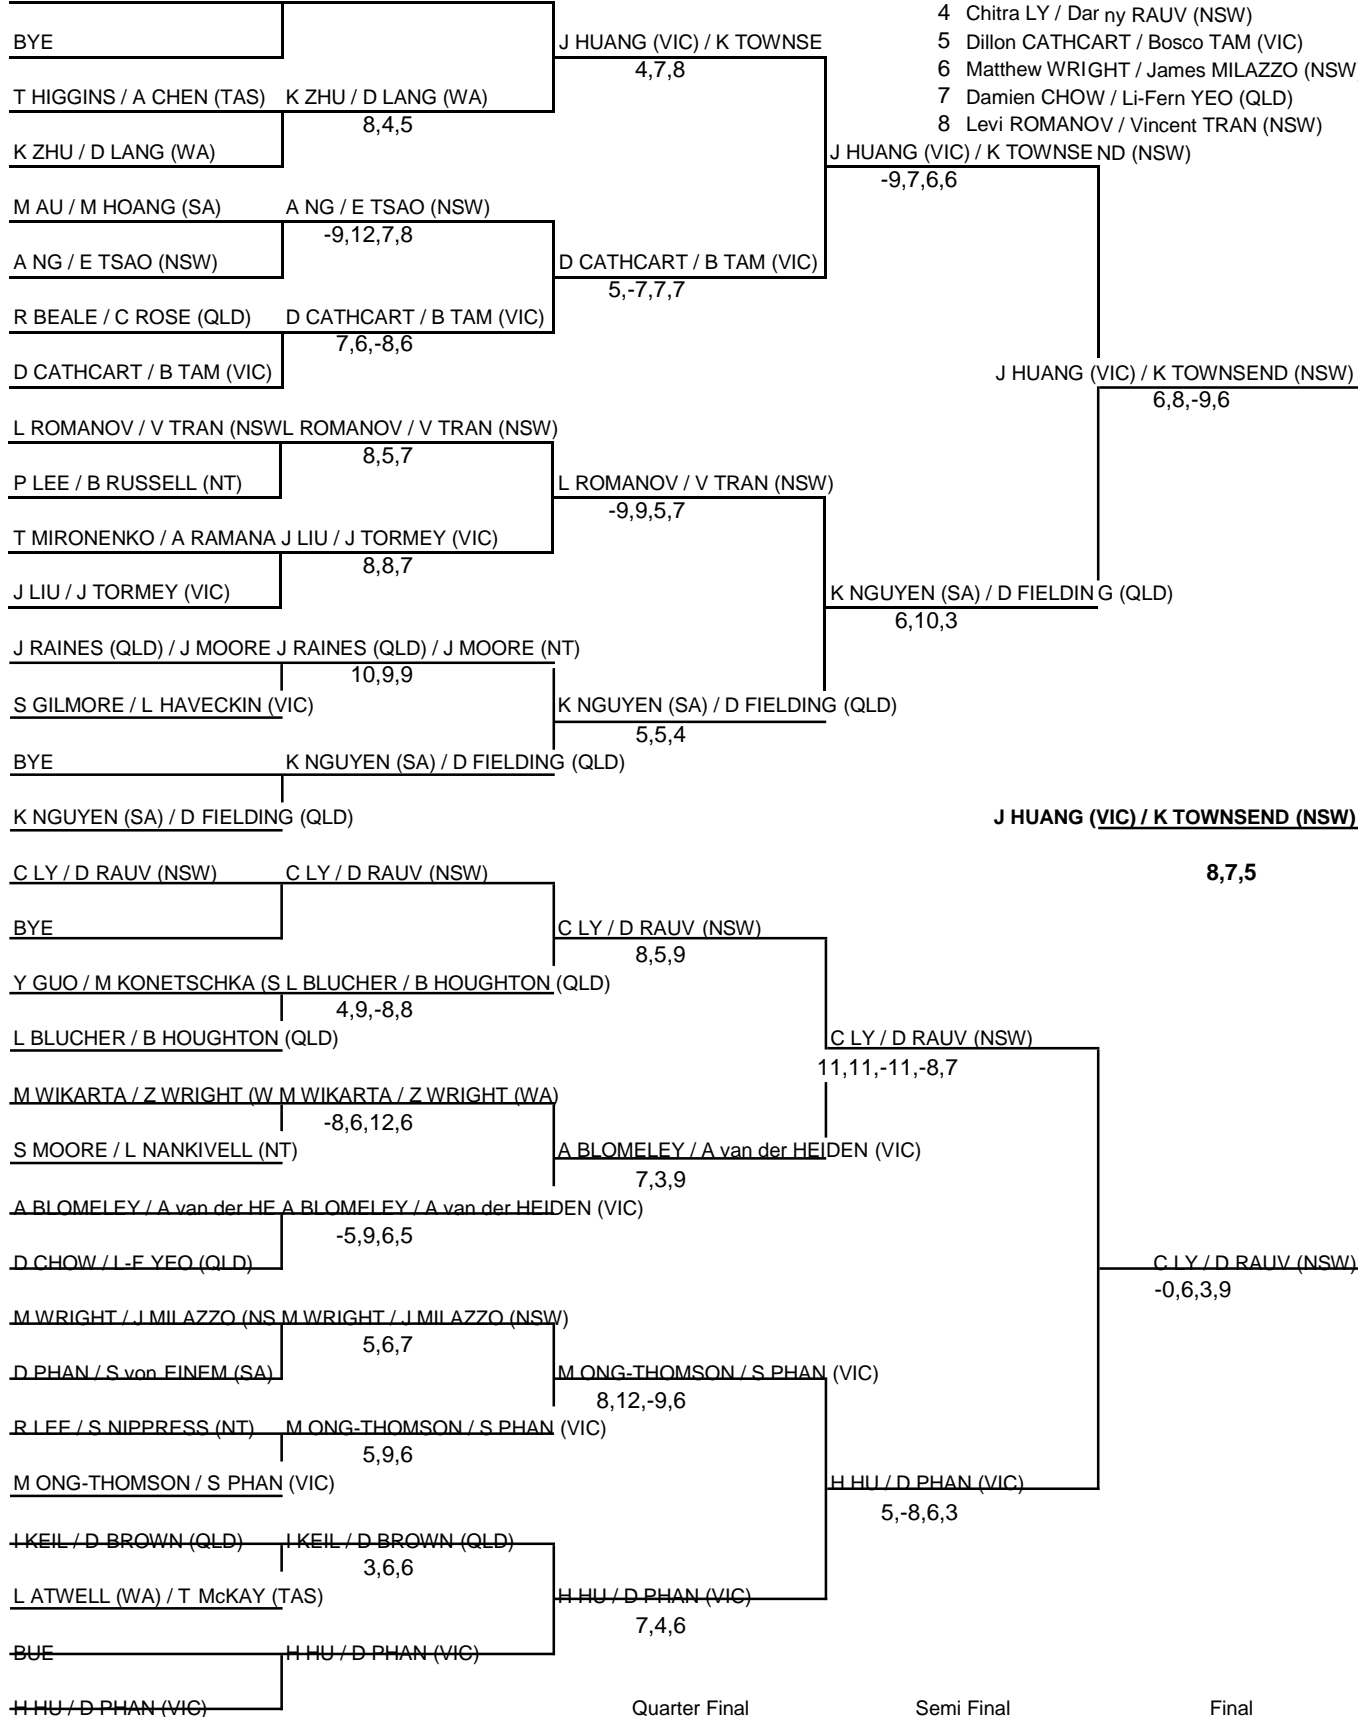 4 Chitra LY / Dar ny RAUV (NSW)
BYE J HUANG (VIC) / K TOWNSE 5 Dillon CATHCART / Bosco TAM (VIC)
4,7,8 6 Matthew WRIGHT / James MILAZZO (NSW
T HIGGINS / A CHEN (TAS) K ZHU / D LANG (WA) 7 Damien CHOW / Li-Fern YEO (QLD)
8,4,5 8 Levi ROMANOV / Vincent TRAN (NSW)
K ZHU / D LANG (WA) J HUANG (VIC) / K TOWNSEND (NSW)
-9,7,6,6
M AU / M HOANG (SA) A NG / E TSAO (NSW)
-9,12,7,8
A NG / E TSAO (NSW) D CATHCART / B TAM (VIC)
5,-7,7,7
R BEALE / C ROSE (QLD) D CATHCART / B TAM (VIC)
7,6,-8,6
D CATHCART / B TAM (VIC) J HUANG (VIC) / K TOWNSEND (NSW)
6,8,-9,6
L ROMANOV / V TRAN (NSWL ROMANOV / V TRAN (NSW)
8,5,7
P LEE / B RUSSELL (NT) L ROMANOV / V TRAN (NSW)
-9,9,5,7
T MIRONENKO / A RAMANA J LIU / J TORMEY (VIC)
8,8,7
J LIU / J TORMEY (VIC) K NGUYEN (SA) / D FIELDING (QLD)
6,10,3
J RAINES (QLD) / J MOORE J RAINES (QLD) / J MOORE (NT)
10,9,9
S GILMORE / L HAVECKIN (VIC) K NGUYEN (SA) / D FIELDING (QLD)
5,5,4
BYE K NGUYEN (SA) / D FIELDING (QLD)
K NGUYEN (SA) / D FIELDING (QLD) J HUANG (VIC) / K TOWNSEND (NSW)
C LY / D RAUV (NSW) C LY / D RAUV (NSW) 8,7,5
BYE C LY / D RAUV (NSW)
8,5,9
Y GUO / M KONETSCHKA (S L BLUCHER / B HOUGHTON (QLD)
4,9,-8,8
L BLUCHER / B HOUGHTON (QLD) C LY / D RAUV (NSW)
11,11,-11,-8,7
M WIKARTA / Z WRIGHT (W M WIKARTA / Z WRIGHT (WA)
-8,6,12,6
S MOORE / L NANKIVELL (NT) A BLOMELEY / A van der HEIDEN (VIC)
7,3,9
A BLOMELEY / A van der HE A BLOMELEY / A van der HEIDEN (VIC)
-5,9,6,5
D CHOW / L-F YEO (QLD) C LY / D RAUV (NSW)
-0,6,3,9
M WRIGHT / J MILAZZO (NS M WRIGHT / J MILAZZO (NSW)
5,6,7
D PHAN / S von EINEM (SA) M ONG-THOMSON / S PHAN (VIC)
8,12,-9,6
R LEE / S NIPPRESS (NT) M ONG-THOMSON / S PHAN (VIC)
5,9,6
M ONG-THOMSON / S PHAN (VIC) H HU / D PHAN (VIC)
5,-8,6,3
I KEIL / D BROWN (QLD) I KEIL / D BROWN (QLD)
3,6,6
L ATWELL (WA) / T McKAY (TAS) H HU / D PHAN (VIC)
7,4,6
BUE H HU / D PHAN (VIC)
H HU / D PHAN (VIC) Quarter Final Semi Final Final